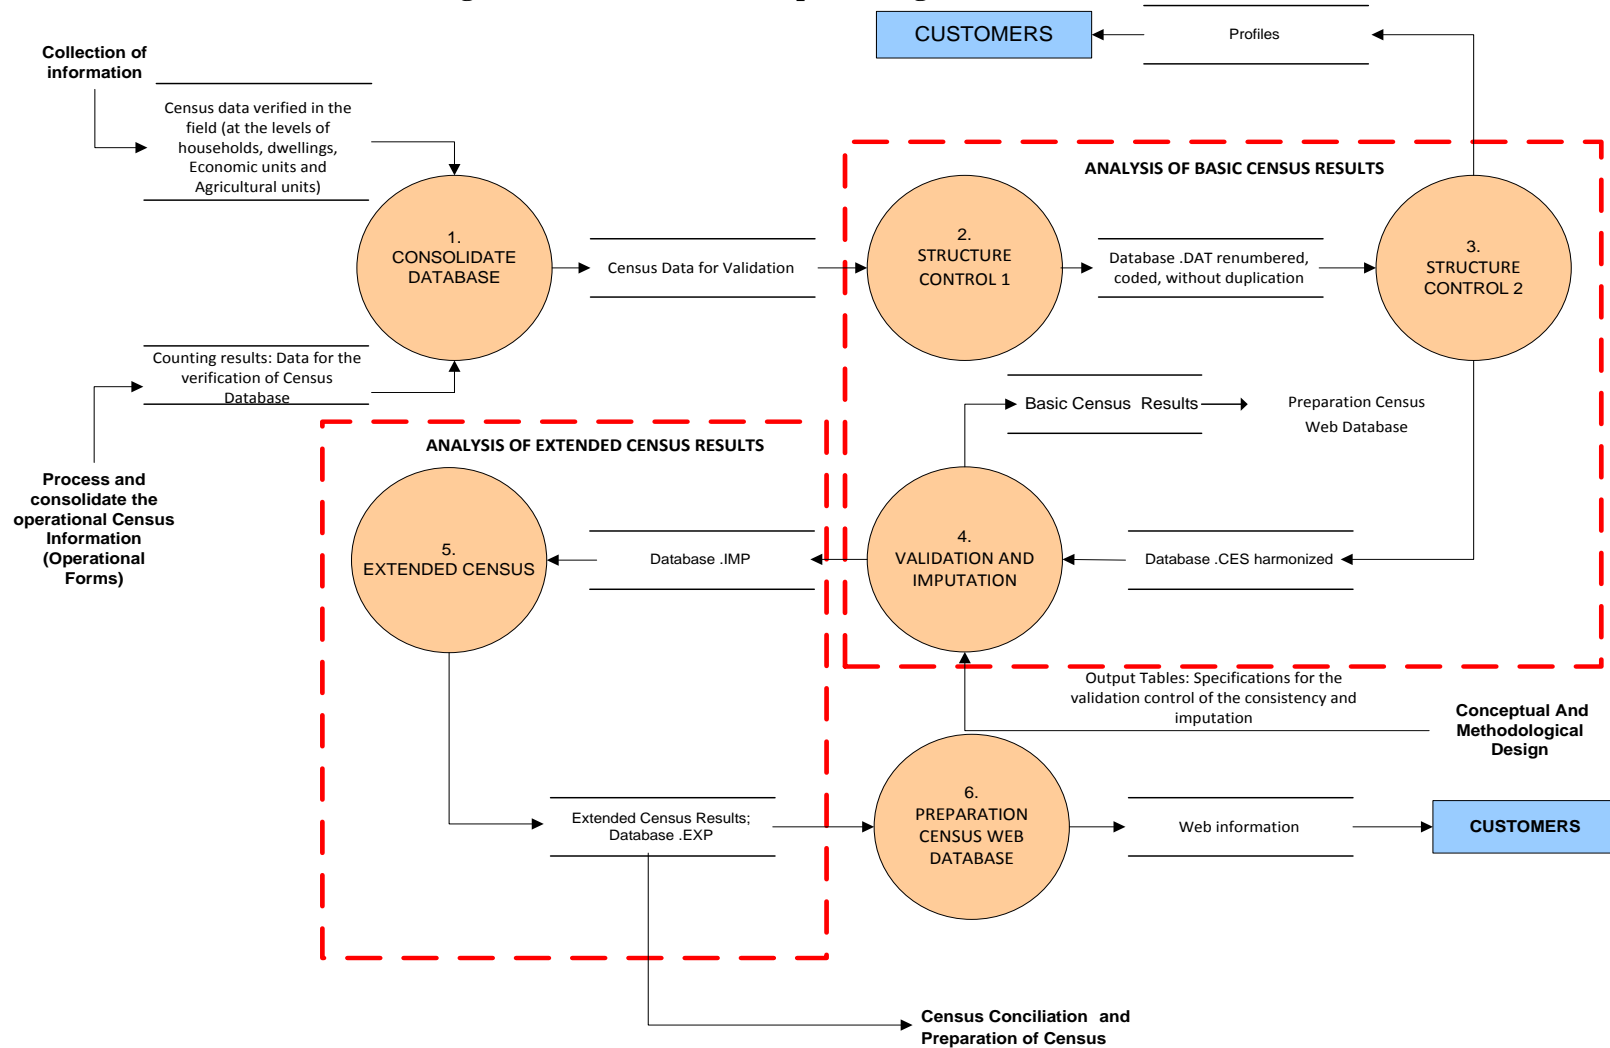 CUSTOMERS
Profiles
Collection of
information
Census data verified in the
field (at the levels of
households, dwellings,
Economic units and
Agricultural units)
ANALYSIS OF BASIC CENSUS RESULTS
1.
CONSOLIDATE
DATABASE
Census Data for Validation
2.
STRUCTURE
CONTROL 1
Database .DAT renumbered,
coded, without duplication
3.
STRUCTURE
CONTROL 2
Counting results: Data for the
verification of Census
Database
Basic Census Results
Preparation Census
Web Database
ANALYSIS OF EXTENDED CENSUS RESULTS
Process and
consolidate the
operational Census
Information
(Operational
Forms)
5.
EXTENDED CENSUS
Database .IMP
4.
VALIDATION AND
IMPUTATION
Database .CES harmonized
Output Tables: Specifications for the
validation control of the consistency and
imputation
Conceptual And
Methodological
Design
Extended Census Results;
Database .EXP
6.
PREPARATION
CENSUS WEB
DATABASE
Web information
CUSTOMERS
Census Conciliation and
Preparation of Census